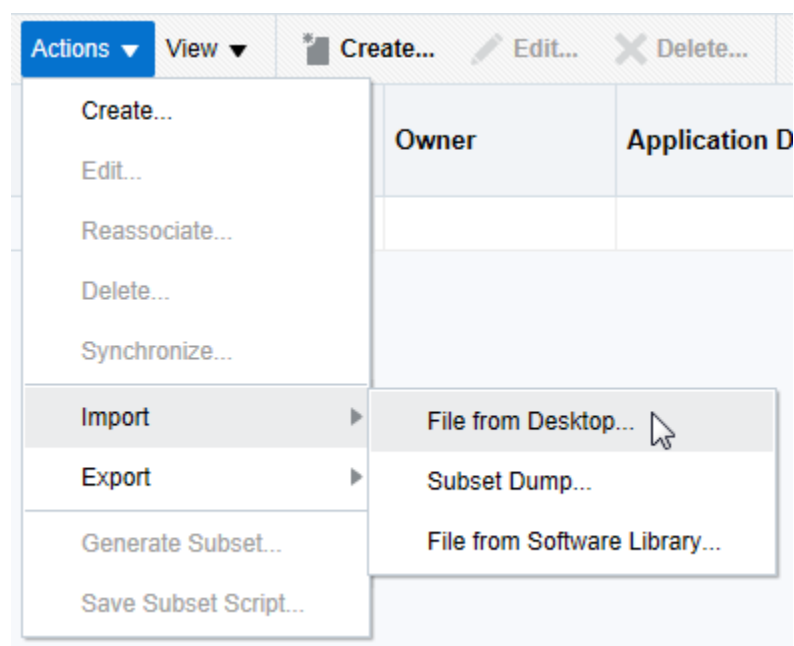 Actions View Create... Edit... Delete...
Owner Application D
Create...
Edit...
Reassociate...
Delete...
Synchronize...
Import
Export
Generate Subset...
Save Subset Script...
File from Desktop...
Subset Dump...
File from Software Library...